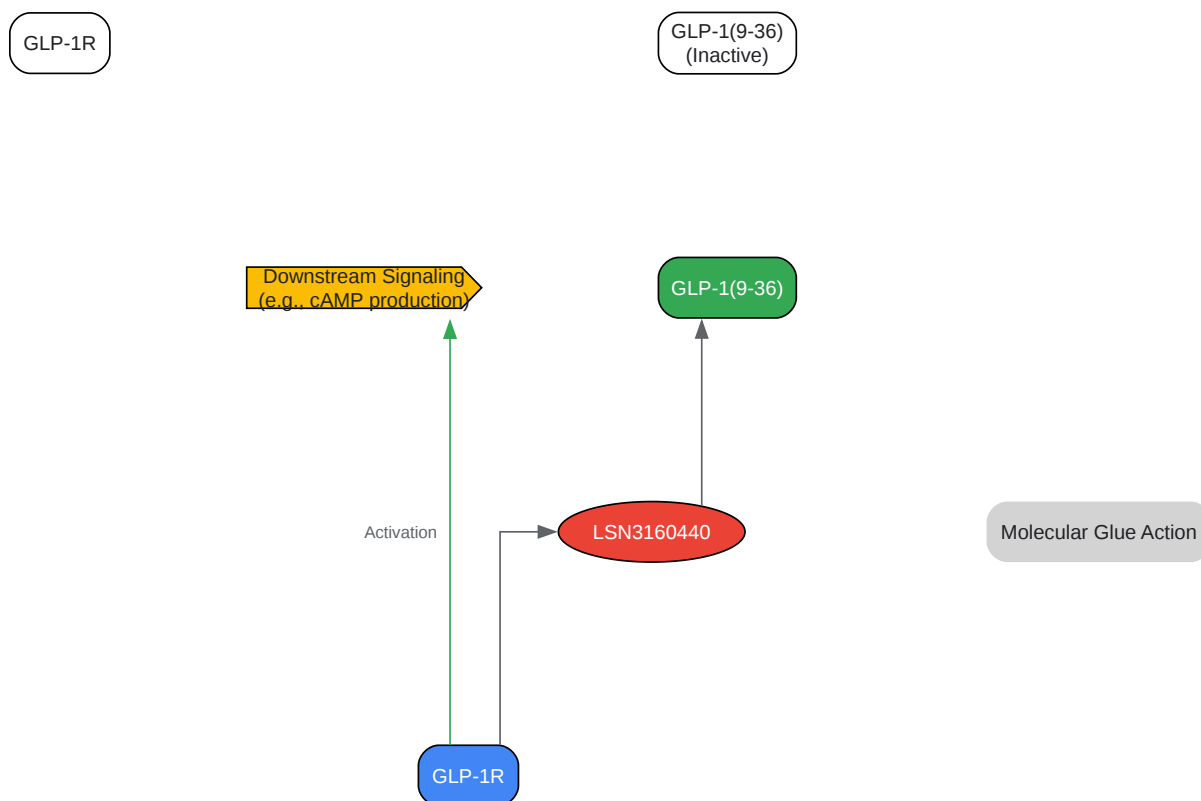 GLP-1R
GLP-1(9-36)
(Inactive)
Downstream Signaling
(e.g., cAMP production)
GLP-1(9-36)
Activation
LSN3160440
Molecular Glue Action
GLP-1R